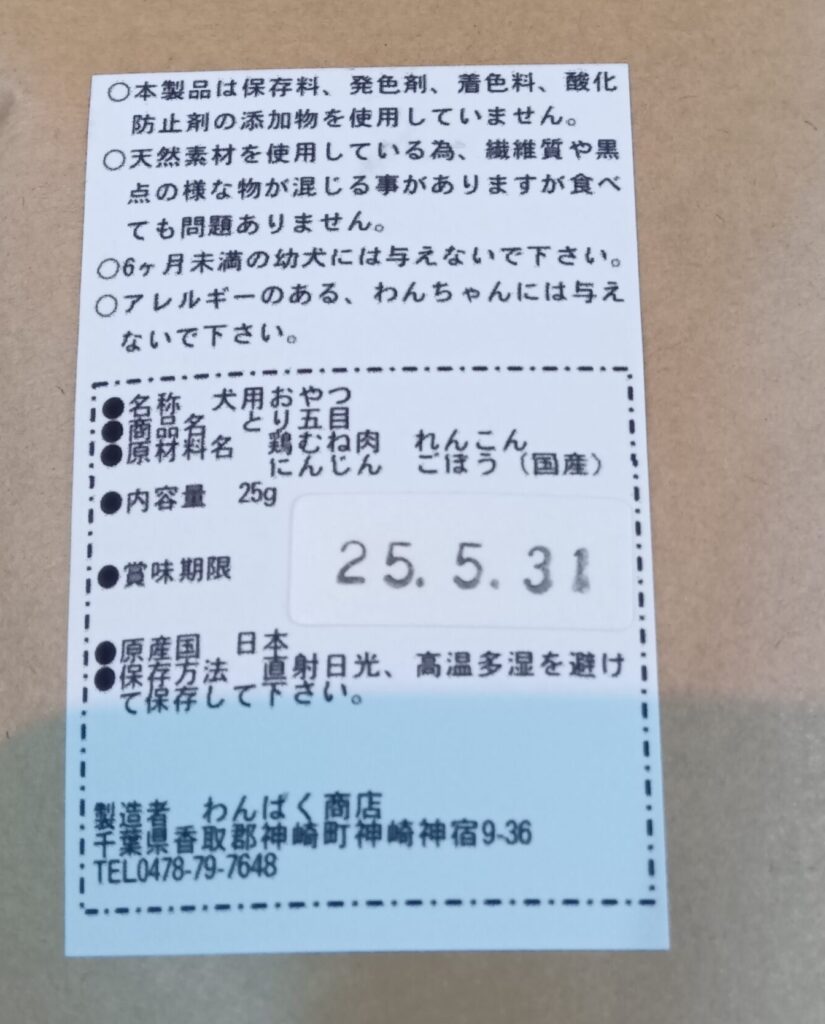 ○本製品は保存料、発色剤、着色料、酸化
防止剤の添加物を使用していません。
○天然素材を使用している為、繊維質や黒
点の様な物が混じる事がありますが食べ
ても問題ありません。
○6ヶ月未満の幼犬には与えないで下さい。
○アレルギーのある、わんちゃんには与え
ないで下さい。
●名称 犬用おやつ
●商品名 とり五目
●原材料名 鶏むね肉 れんこん
にんじん ごぼう（国産）
●内容量 25g
●賞味期限 25.5.31
●原産国 日本
●保存方法 直射日光、高温多湿を避け
て保存して下さい。
製造者 わんぱく商店
千葉県香取郡神崎町神崎神宿9-36
TEL0478-79-7648